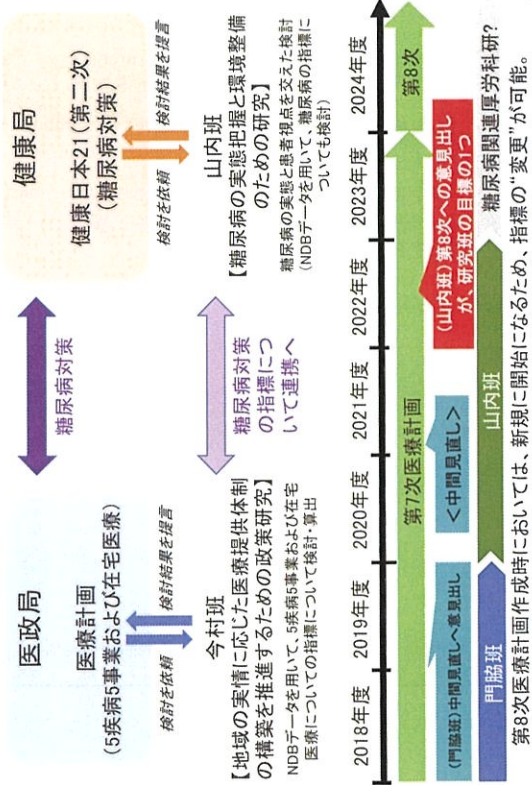 医政局
医療計画
(5疾病5事業および在宅医療)
検討を依頼
検討結果を提言
今村班
【地域の実情に応じた医療提供体制
の構築を推進するための政策研究】
NDBデータを用いて、5疾病5事業および在宅
医療についての指標について検討・算出
糖尿病対策
糖尿病対策
の指標につ
いて連携へ
健康局
健康日本21(第二次)
(糖尿病対策)
検討を依頼
検討結果を提言
山内班
【糖尿病の実態把握と環境整備
のための研究】
糖尿病の実態と患者視点を交えた検討
(NDBデータを用いて、糖尿病の指標に
ついても検討)
2018年度
2019年度
2020年度
2021年度
2022年度
2023年度
2024年度
第7次医療計画
第8次
(門脇班)中間見直しへ意見出し
<中間見直し>
(山内班)第8次への意見出し
が、研究班の目標の1つ
門脇班
山内班
糖尿病関連厚労科研?
第8次医療計画作成時においては、新規に開始になるため、指標の“変更”が可能。